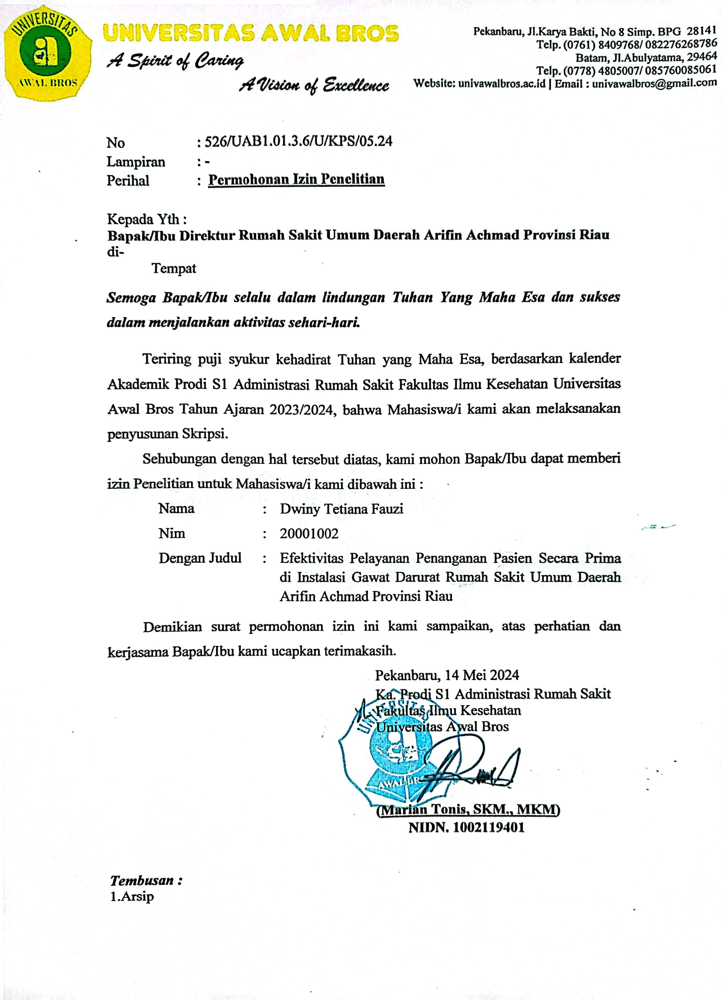 UNIVERSITAS
AWAL BROS
UNIVERSITAS AWAL BROS
A Spirit of Caring
A Vision of Excellence
Pekanbaru, Jl.Karya Bakti, No 8 Simp. BPG 28141
Telp. (0761) 8409768/ 082276268786
Batam, Jl.Abulyatama, 29464
Telp. (0778) 4805007/ 085760085061
Website: univawalbros.ac.id | Email : univawalbros@gmail.com
No : 526/UAB1.01.3.6/U/KPS/05.24
Lampiran : -
Perihal : Permohonan Izin Penelitian
Kepada Yth :
Bapak/Ibu Direktur Rumah Sakit Umum Daerah Arifin Achmad Provinsi Riau
di-
Tempat
Semoga Bapak/Ibu selalu dalam lindungan Tuhan Yang Maha Esa dan sukses
dalam menjalankan aktivitas sehari-hari.
Teriring puji syukur kehadirat Tuhan yang Maha Esa, berdasarkan kalender
Akademik Prodi S1 Administrasi Rumah Sakit Fakultas Ilmu Kesehatan Universitas
Awal Bros Tahun Ajaran 2023/2024, bahwa Mahasiswa/i kami akan melaksanakan
penyusunan Skripsi.
Sehubungan dengan hal tersebut diatas, kami mohon Bapak/Ibu dapat memberi
izin Penelitian untuk Mahasiswa/i kami dibawah ini :
Nama : Dwiny Tetiana Fauzi
Nim : 20001002
Dengan Judul : Efektivitas Pelayanan Penanganan Pasien Secara Prima
di Instalasi Gawat Darurat Rumah Sakit Umum Daerah
Arifin Achmad Provinsi Riau
Demikian surat permohonan izin ini kami sampaikan, atas perhatian dan
kerjasama Bapak/Ibu kami ucapkan terimakasih.
Pekanbaru, 14 Mei 2024
Ka. Prodi S1 Administrasi Rumah Sakit
Fakultas Ilmu Kesehatan
Universitas Awal Bros
UNIVERSITAS
AWAL BR
(Marian Tonis, SKM., MKM)
NIDN. 1002119401
Tembusan :
1.Arsip